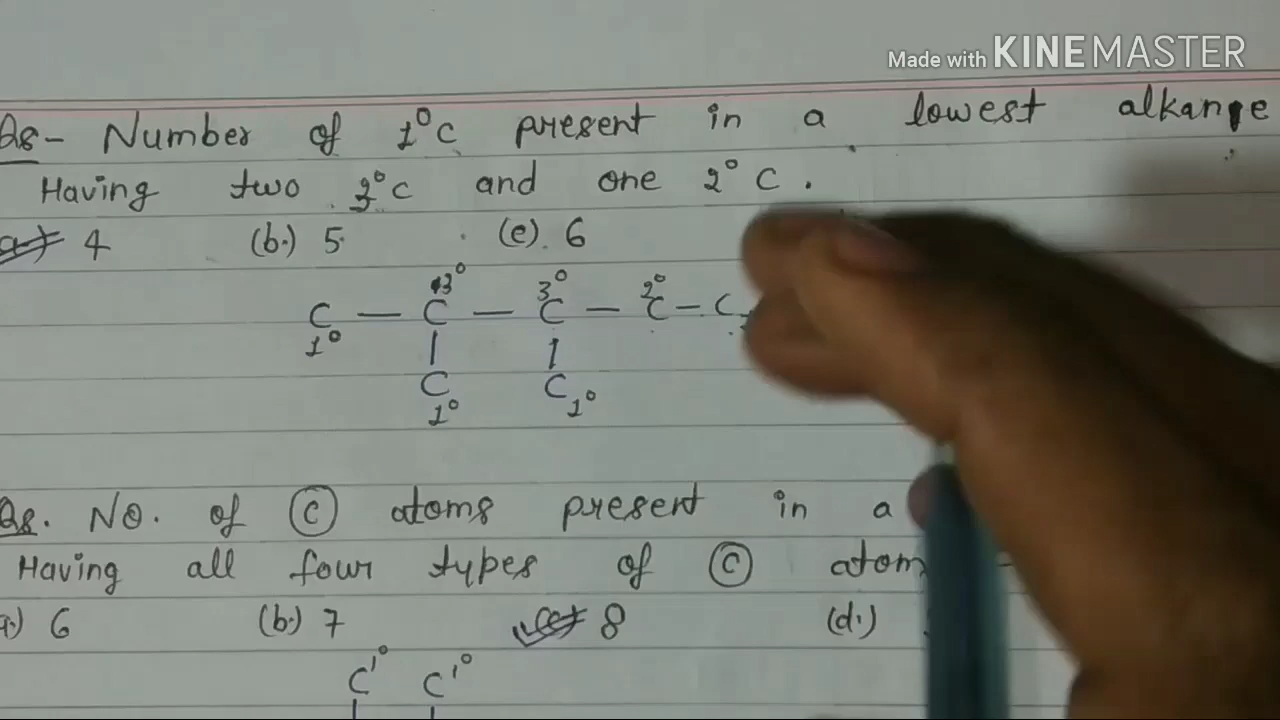 Made with KINEMASTER
Qs- Number of 1°C present in a lowest alkane
Having two 3°C and one 2° C.
a) 4 (b.) 5 (c). 6
3° 3° 2°
C — C — C — C - C
1°
C C 1°
1°
Qs. No. of C atoms present in a
Having all four types of C atom
a.) 6 (b.) 7 (c) 8 (d.)
C 1° C 1°